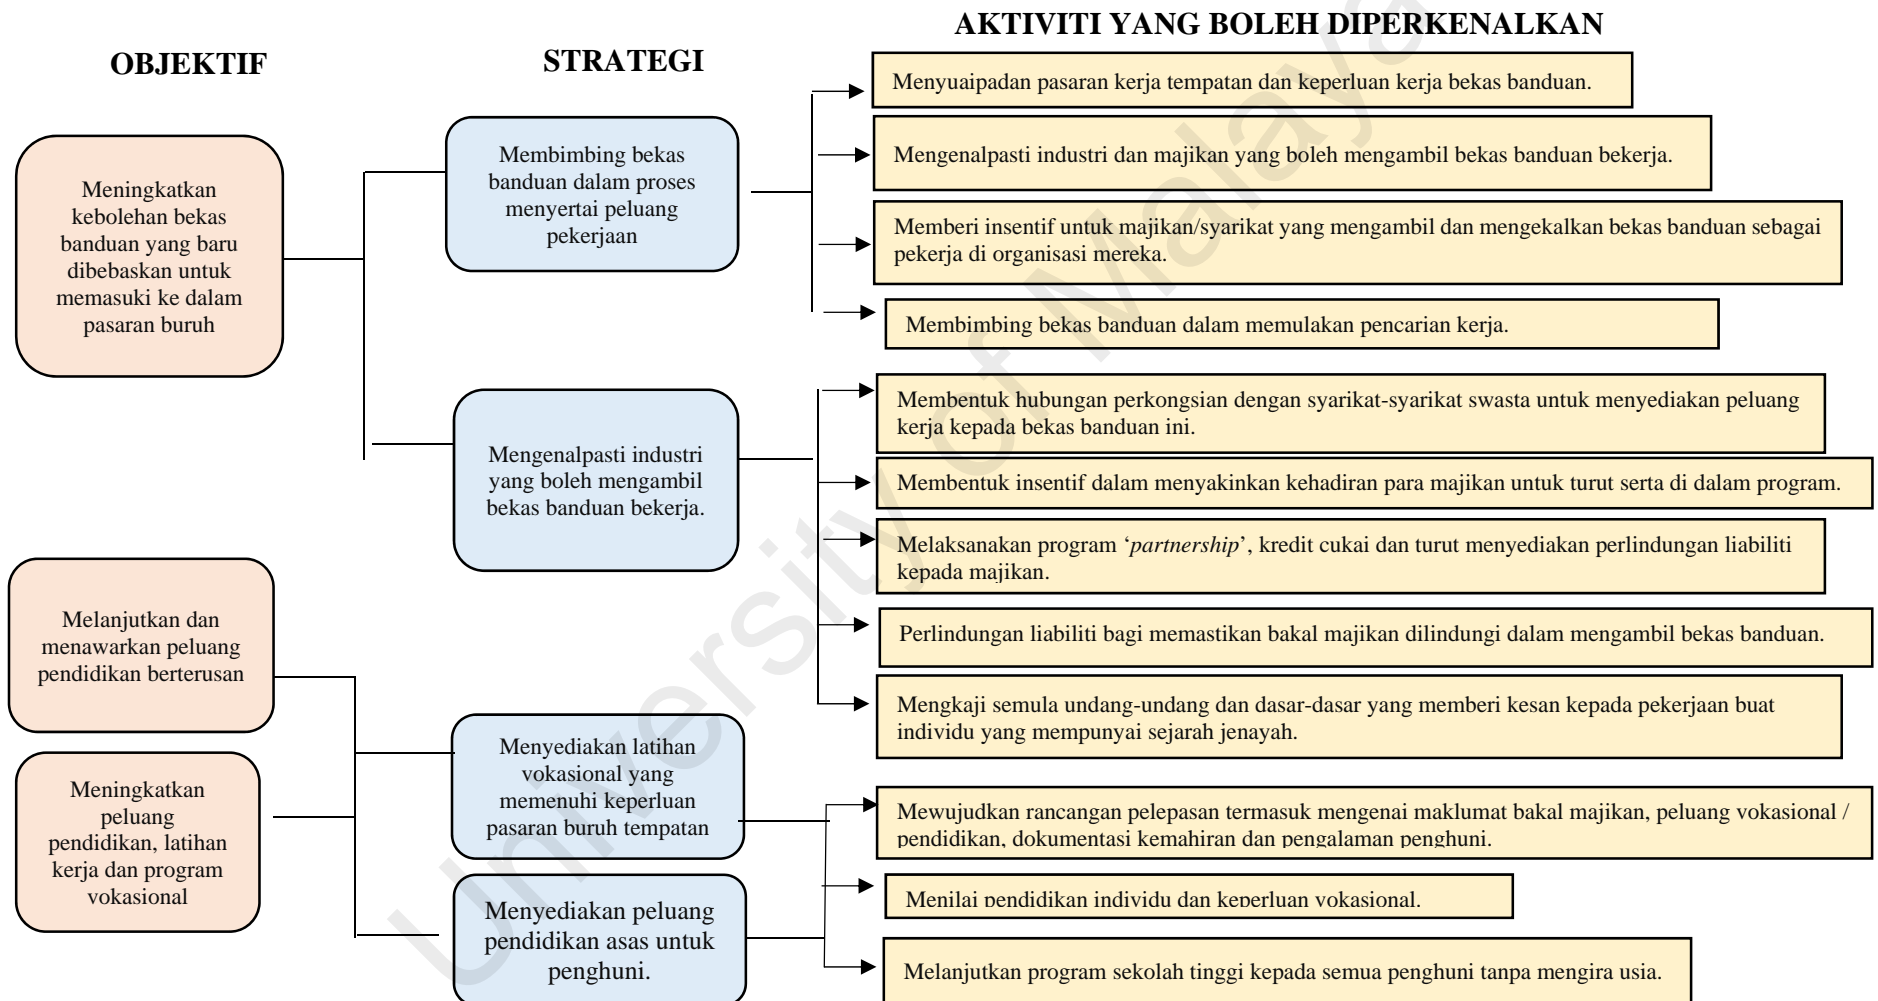 AKTIVITI YANG BOLEH DIPERKENALKAN
OBJEKTIF
STRATEGI
Meningkatkan
kebolehan bekas
banduan yang baru
dibebaskan untuk
memasuki ke dalam
pasaran buruh
Membimbing bekas
banduan dalam proses
menyertai peluang
pekerjaan
Menyuaipadan pasaran kerja tempatan dan keperluan kerja bekas banduan.
Mengenalpasti industri dan majikan yang boleh mengambil bekas banduan bekerja.
Memberi insentif untuk majikan/syarikat yang mengambil dan mengekalkan bekas banduan sebagai
pekerja di organisasi mereka.
Membimbing bekas banduan dalam memulakan pencarian kerja.
Mengenalpasti industri
yang boleh mengambil
bekas banduan bekerja.
Membentuk hubungan perkongsian dengan syarikat-syarikat swasta untuk menyediakan peluang
kerja kepada bekas banduan ini.
Membentuk insentif dalam menyakinkan kehadiran para majikan untuk turut serta di dalam program.
Melaksanakan program ‘partnership’, kredit cukai dan turut menyediakan perlindungan liabiliti
kepada majikan.
Perlindungan liabiliti bagi memastikan bakal majikan dilindungi dalam mengambil bekas banduan.
Mengkaji semula undang-undang dan dasar-dasar yang memberi kesan kepada pekerjaan buat
individu yang mempunyai sejarah jenayah.
Melanjutkan dan
menawarkan peluang
pendidikan berterusan
Meningkatkan
peluang
pendidikan, latihan
kerja dan program
vokasional
Menyediakan latihan
vokasional yang
memenuhi keperluan
pasaran buruh tempatan
Menyediakan peluang
pendidikan asas untuk
penghuni.
Mewujudkan rancangan pelepasan termasuk mengenai maklumat bakal majikan, peluang vokasional /
pendidikan, dokumentasi kemahiran dan pengalaman penghuni.
Menilai pendidikan individu dan keperluan vokasional.
Melanjutkan program sekolah tinggi kepada semua penghuni tanpa mengira usia.
University of Malaya